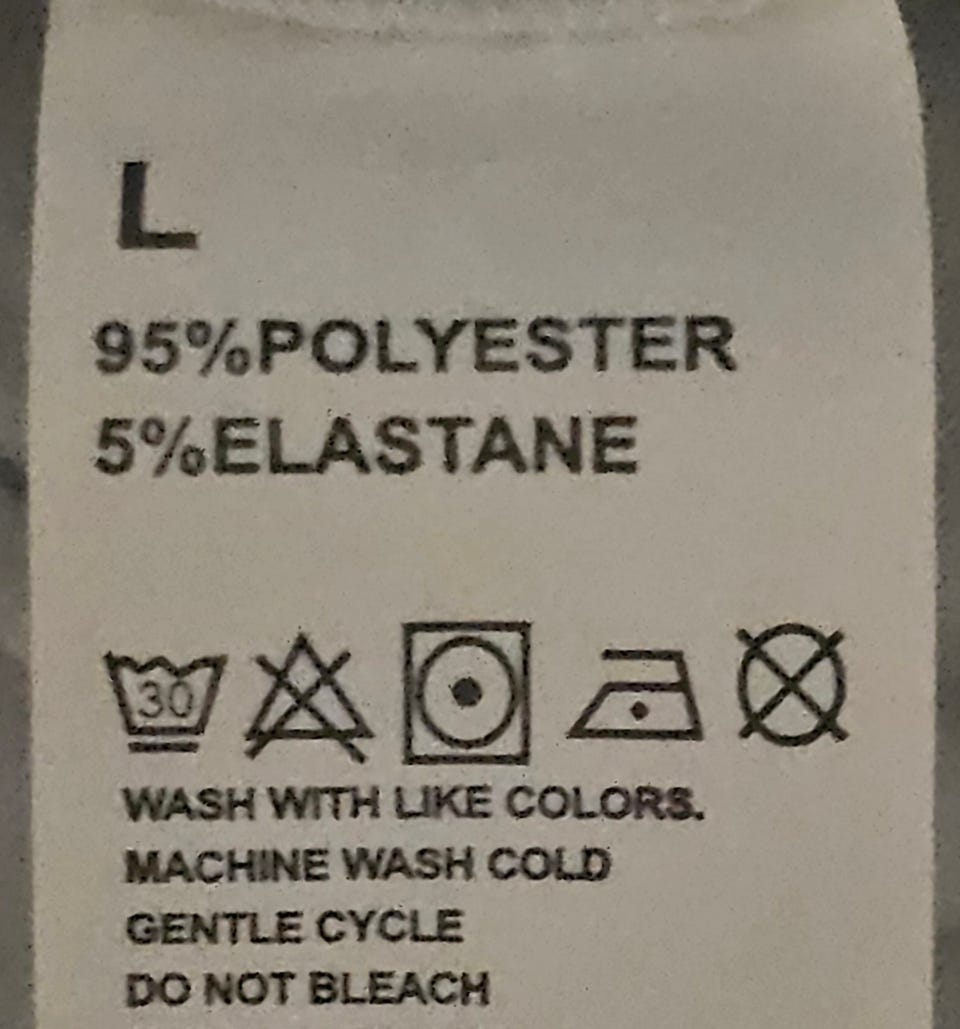 L
95%POLYESTER
5%ELASTANE
30
WASH WITH LIKE COLORS.
MACHINE WASH COLD
GENTLE CYCLE
DO NOT BLEACH